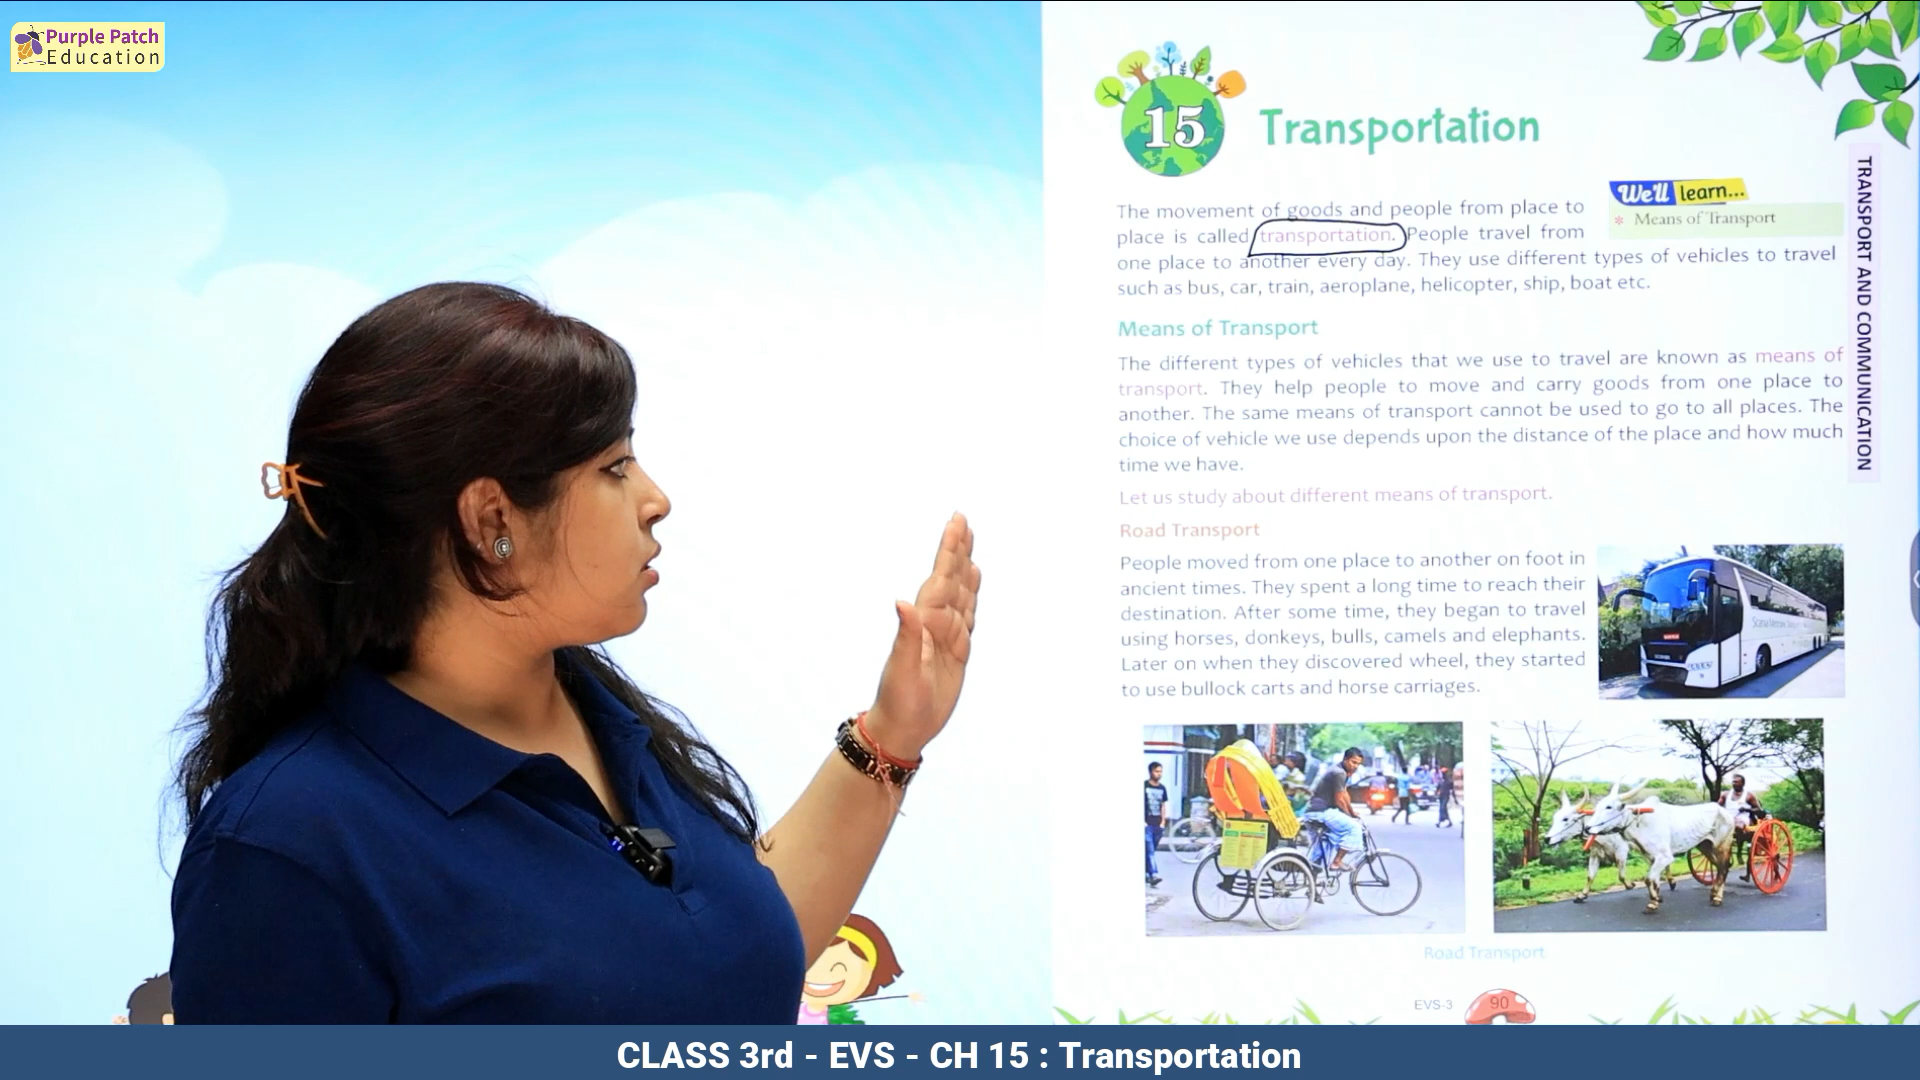 Purple Patch
Education
15
Transportation
We'll learn...
* Means of Transport
The movement of goods and people from place to
place is called transportation. People travel from
one place to another every day. They use different types of vehicles to travel
such as bus, car, train, aeroplane, helicopter, ship, boat etc.
Means of Transport
The different types of vehicles that we use to travel are known as means of
transport. They help people to move and carry goods from one place to
another. The same means of transport cannot be used to go to all places. The
choice of vehicle we use depends upon the distance of the place and how much
time we have.
Let us study about different means of transport.
Road Transport
People moved from one place to another on foot in
ancient times. They spent a long time to reach their
destination. After some time, they began to travel
using horses, donkeys, bulls, camels and elephants.
Later on when they discovered wheel, they started
to use bullock carts and horse carriages.
Road Transport
EVS-3
90
TRANSPORT AND COMMUNICATION
CLASS 3rd - EVS - CH 15 : Transportation